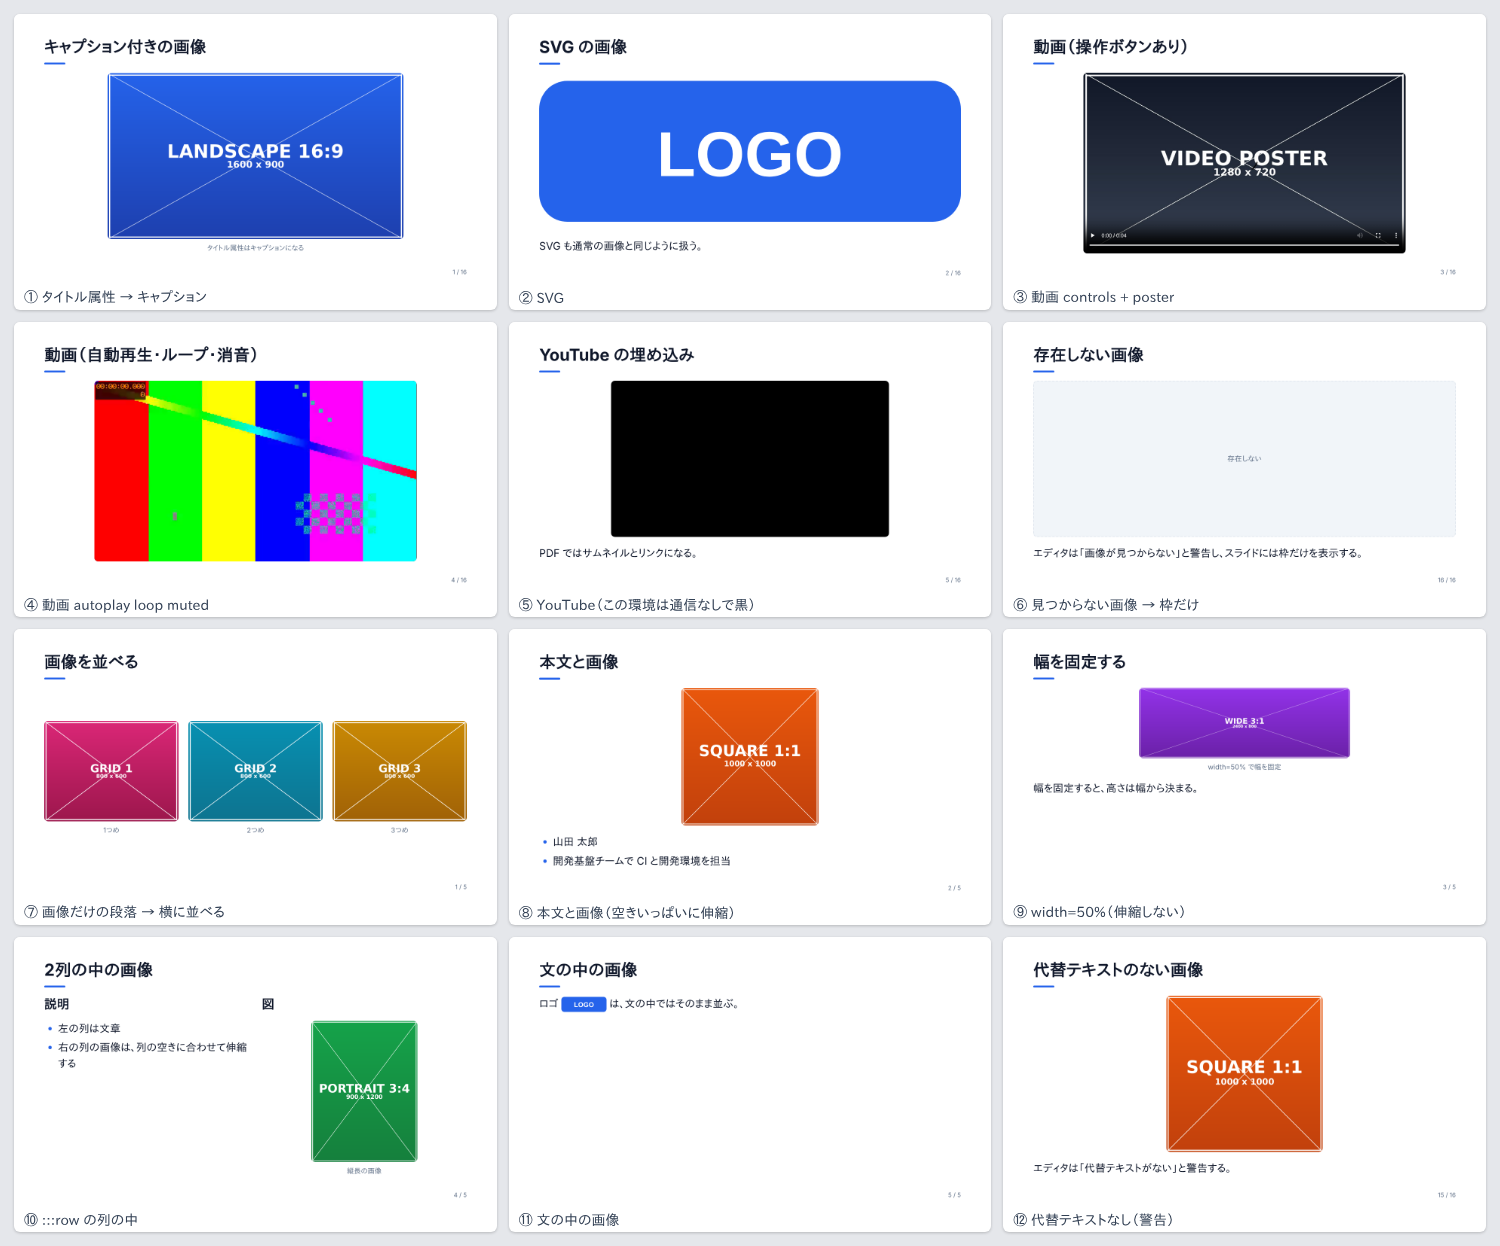 キャプション付きの画像
LANDSCAPE 16:9
1600 x 900
タイトル属性はキャプションになる
1 / 16
① タイトル属性 → キャプション
SVG の画像
LOGO
SVG も通常の画像と同じように扱う。
2 / 16
② SVG
動画（操作ボタンあり）
VIDEO POSTER
1280 x 720
0:00 / 0:04
3 / 16
③ 動画 controls + poster
動画（自動再生・ループ・消音）
00:00:00.000
4 / 16
④ 動画 autoplay loop muted
YouTube の埋め込み
PDF ではサムネイルとリンクになる。
5 / 16
⑤ YouTube（この環境は通信なしで黒）
存在しない画像
存在しない
エディタは「画像が見つからない」と警告し、スライドには枠だけを表示する。
16 / 16
⑥ 見つからない画像 → 枠だけ
画像を並べる
GRID 1
800 x 600
GRID 2
800 x 600
GRID 3
800 x 600
1つめ
2つめ
3つめ
1 / 5
⑦ 画像だけの段落 → 横に並べる
本文と画像
SQUARE 1:1
1000 x 1000
• 山田 太郎
• 開発基盤チームで CI と開発環境を担当
2 / 5
⑧ 本文と画像（空きいっぱいに伸縮）
幅を固定する
WIDE 3:1
width=50% で幅を固定
幅を固定すると、高さは幅から決まる。
3 / 5
⑨ width=50%（伸縮しない）
2列の中の画像
説明
• 左の列は文章
• 右の列の画像は、列の空きに合わせて伸縮
する
図
PORTRAIT 3:4
900 x 1200
縦長の画像
4 / 5
⑩ :::row の列の中
文の中の画像
ロゴ LOGO は、文の中ではそのまま並ぶ。
5 / 5
⑪ 文の中の画像
代替テキストのない画像
SQUARE 1:1
1000 x 1000
エディタは「代替テキストがない」と警告する。
15 / 16
⑫ 代替テキストなし（警告）